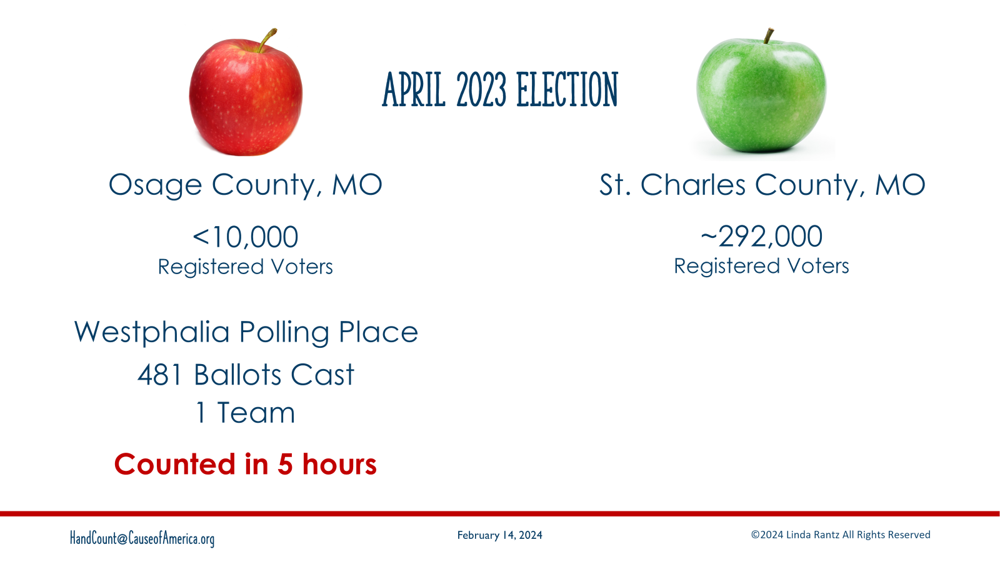 APRIL 2023 ELECTION
Osage County, MO
<10,000
Registered Voters
Westphalia Polling Place
481 Ballots Cast
1 Team
Counted in 5 hours
St. Charles County, MO
~292,000
Registered Voters
HandCount@CauseofAmerica.org
February 14, 2024
©2024 Linda Rantz All Rights Reserved